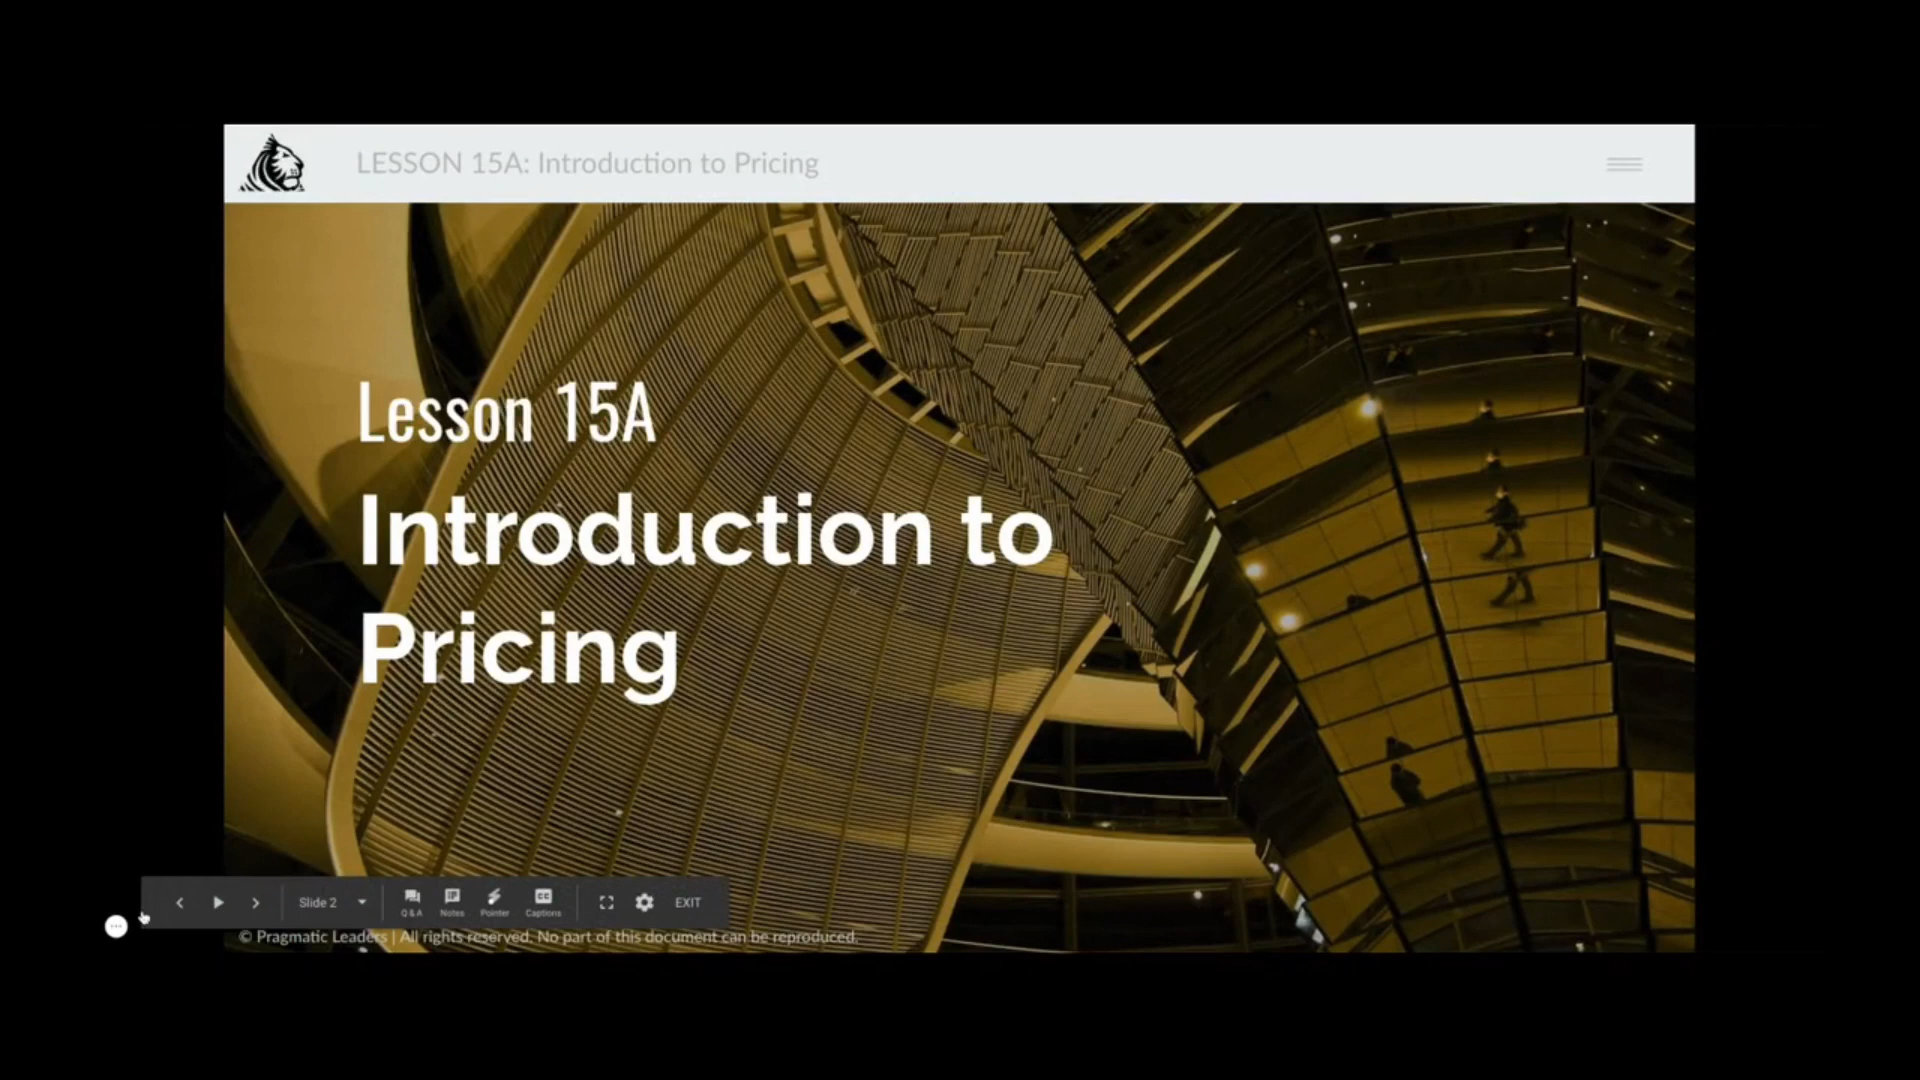 LESSON 15A: Introduction to Pricing
Lesson 15A
Introduction to
Pricing
Slide 2
Q & A
Notes
Pointer
CC
Captions
EXIT
© Pragmatic Leaders | All rights reserved. No part of this document can be reproduced.